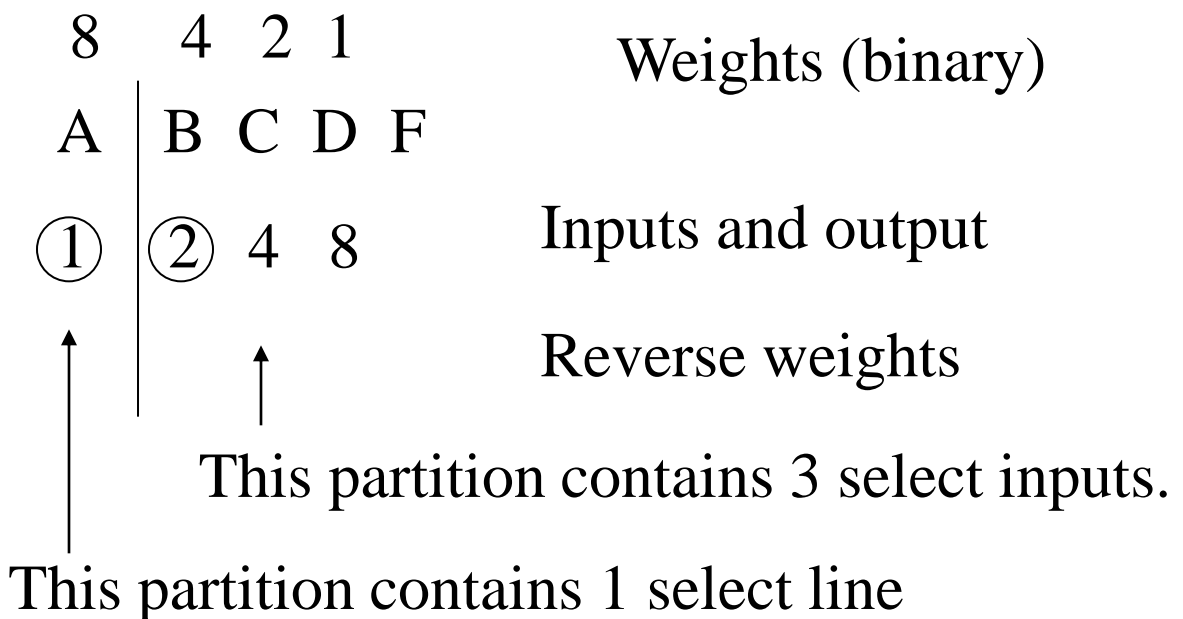 8 4 2 1
Weights (binary)
A B C D F
1 2 4 8
Inputs and output
Reverse weights
This partition contains 3 select inputs.
This partition contains 1 select line